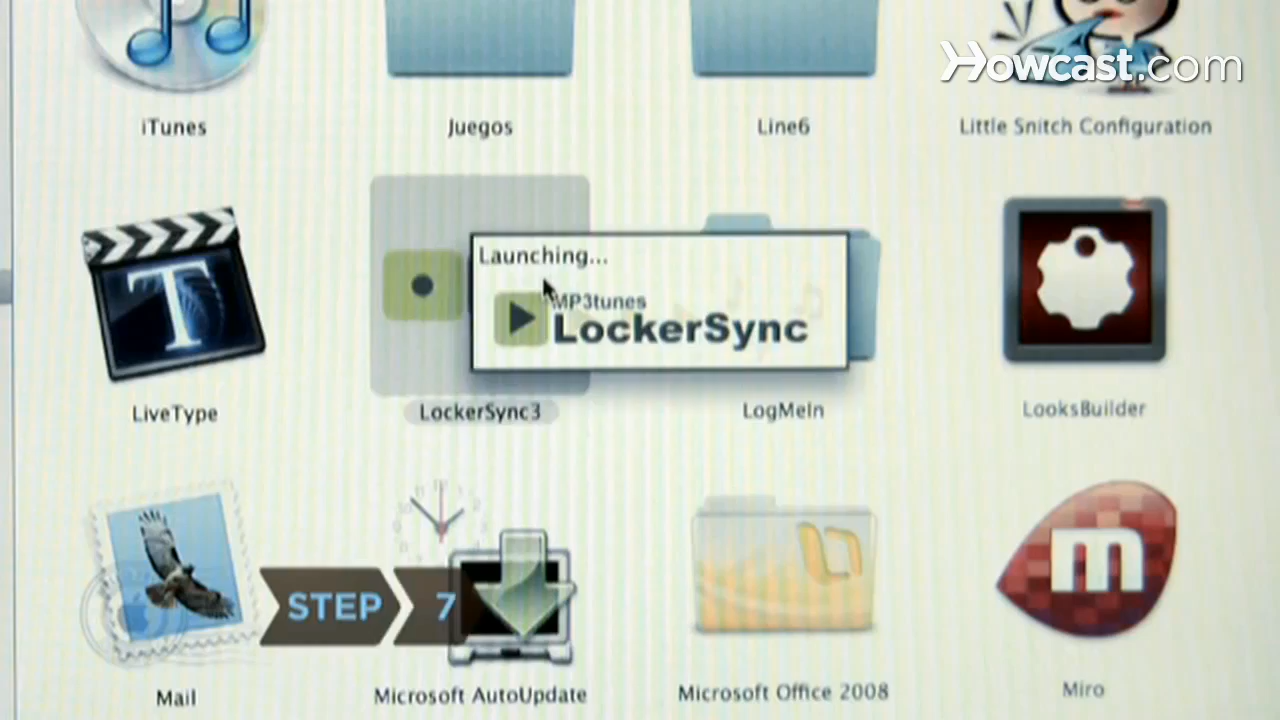 Howcast.com
iTunes
Juegos
Line6
Little Snitch Configuration
Launching...
MP3tunes
LockerSync
T
LiveType
LockerSync3
LogMeIn
LooksBuilder
STEP 7
m
Mail
Microsoft AutoUpdate
Microsoft Office 2008
Miro